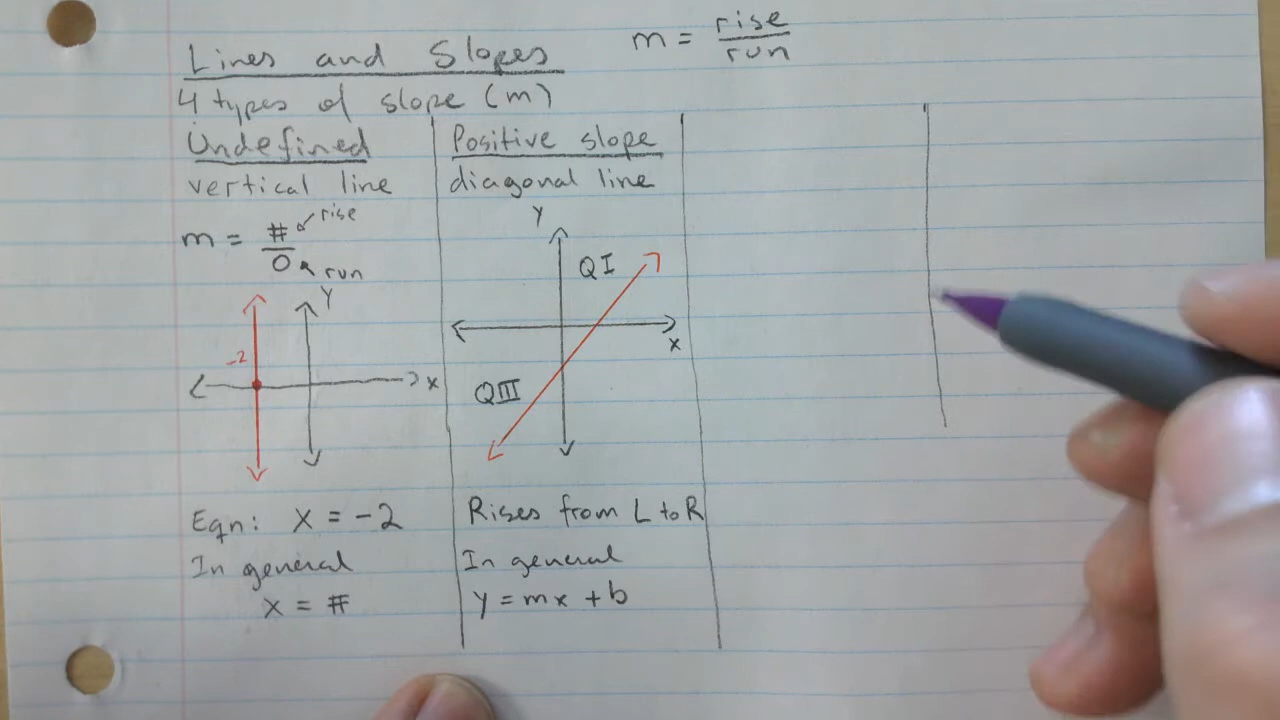 Lines and Slopes
m = rise/run
4 types of slope (m)
Undefined
vertical line
m = #/0
rise
run
Y
-2
X
Eqn: X = -2
In general
X = #
Positive slope
diagonal line
Y
QI
X
QIII
Rises from L to R
In general
y = mx + b